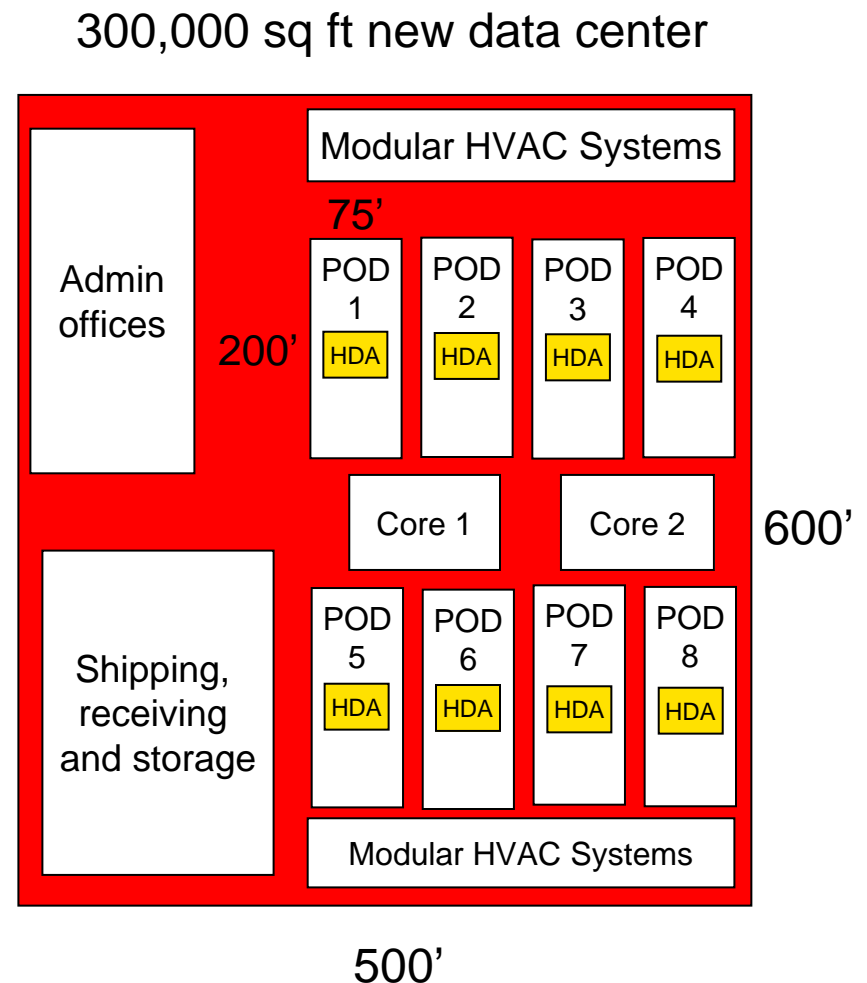 300,000 sq ft new data center
Modular HVAC Systems
75’
Admin
offices
200’
POD
1
HDA
POD
2
HDA
POD
3
HDA
POD
4
HDA
Core 1
Core 2
600’
Shipping,
receiving
and storage
POD
5
HDA
POD
6
HDA
POD
7
HDA
POD
8
HDA
Modular HVAC Systems
500’